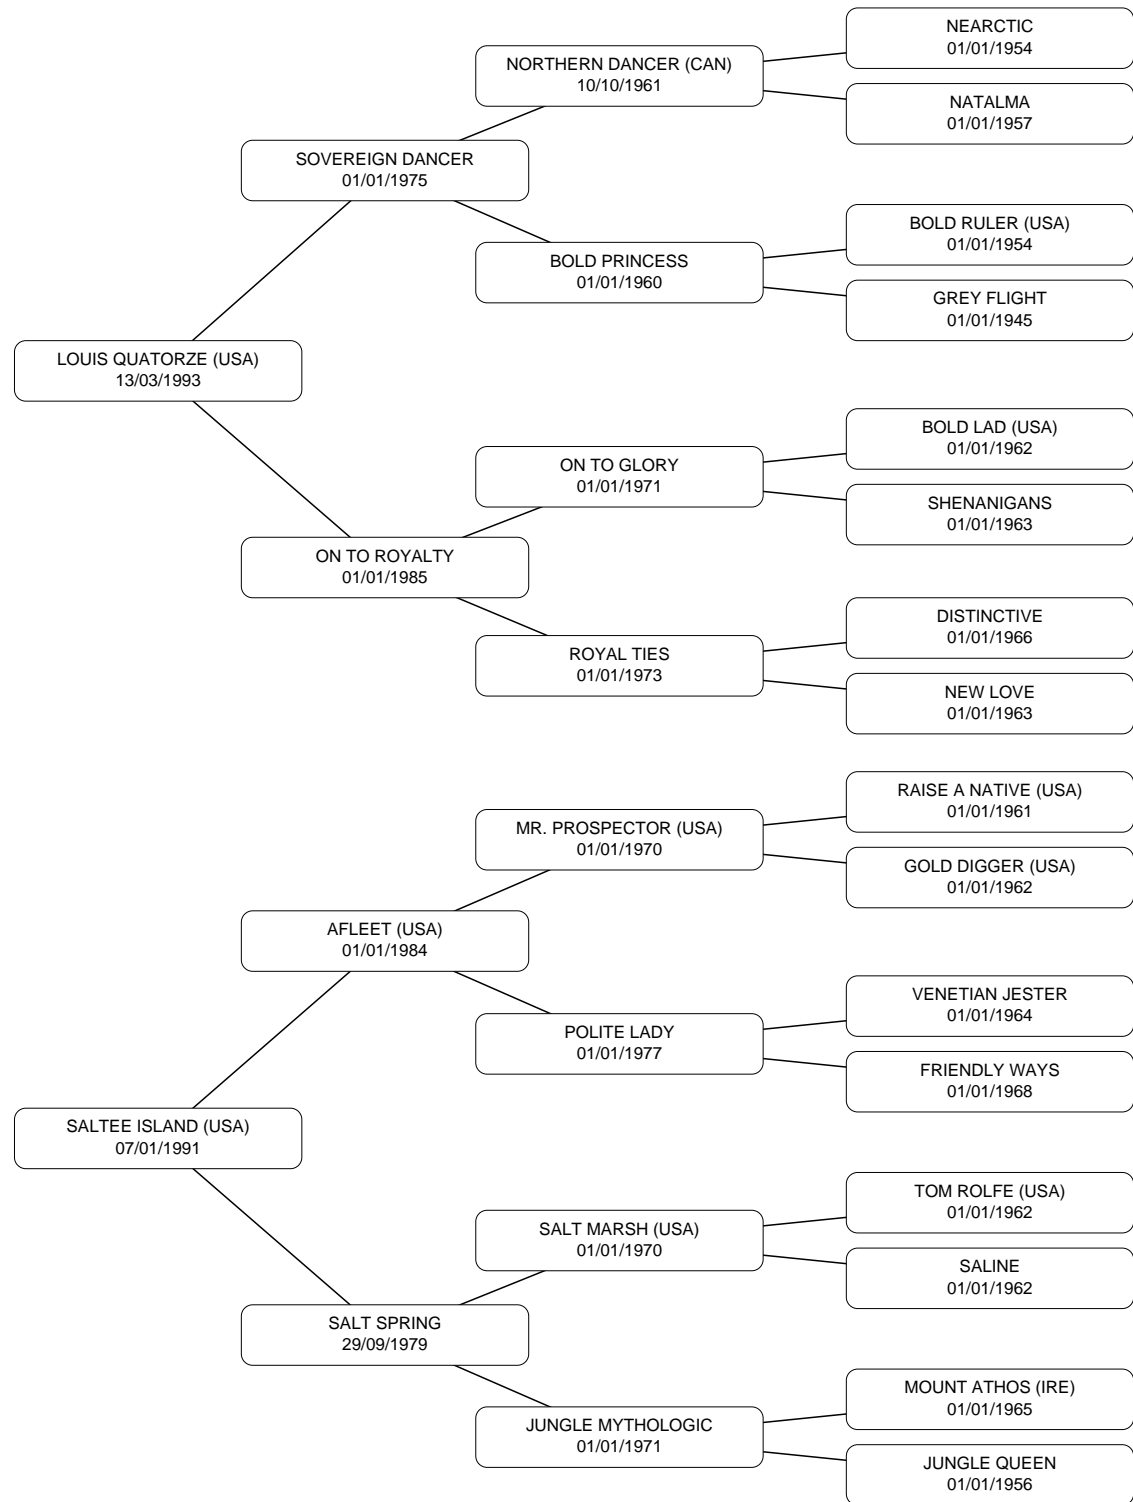 NEARCTIC
01/01/1954
NORTHERN DANCER (CAN)
10/10/1961
NATALMA
01/01/1957
SOVEREIGN DANCER
01/01/1975
BOLD RULER (USA)
01/01/1954
BOLD PRINCESS
01/01/1960
GREY FLIGHT
01/01/1945
LOUIS QUATORZE (USA)
13/03/1993
BOLD LAD (USA)
01/01/1962
ON TO GLORY
01/01/1971
SHENANIGANS
01/01/1963
ON TO ROYALTY
01/01/1985
DISTINCTIVE
01/01/1966
ROYAL TIES
01/01/1973
NEW LOVE
01/01/1963
RAISE A NATIVE (USA)
01/01/1961
MR. PROSPECTOR (USA)
01/01/1970
GOLD DIGGER (USA)
01/01/1962
AFLEET (USA)
01/01/1984
VENETIAN JESTER
01/01/1964
POLITE LADY
01/01/1977
FRIENDLY WAYS
01/01/1968
SALTEE ISLAND (USA)
07/01/1991
TOM ROLFE (USA)
01/01/1962
SALT MARSH (USA)
01/01/1970
SALINE
01/01/1962
SALT SPRING
29/09/1979
MOUNT ATHOS (IRE)
01/01/1965
JUNGLE MYTHOLOGIC
01/01/1971
JUNGLE QUEEN
01/01/1956